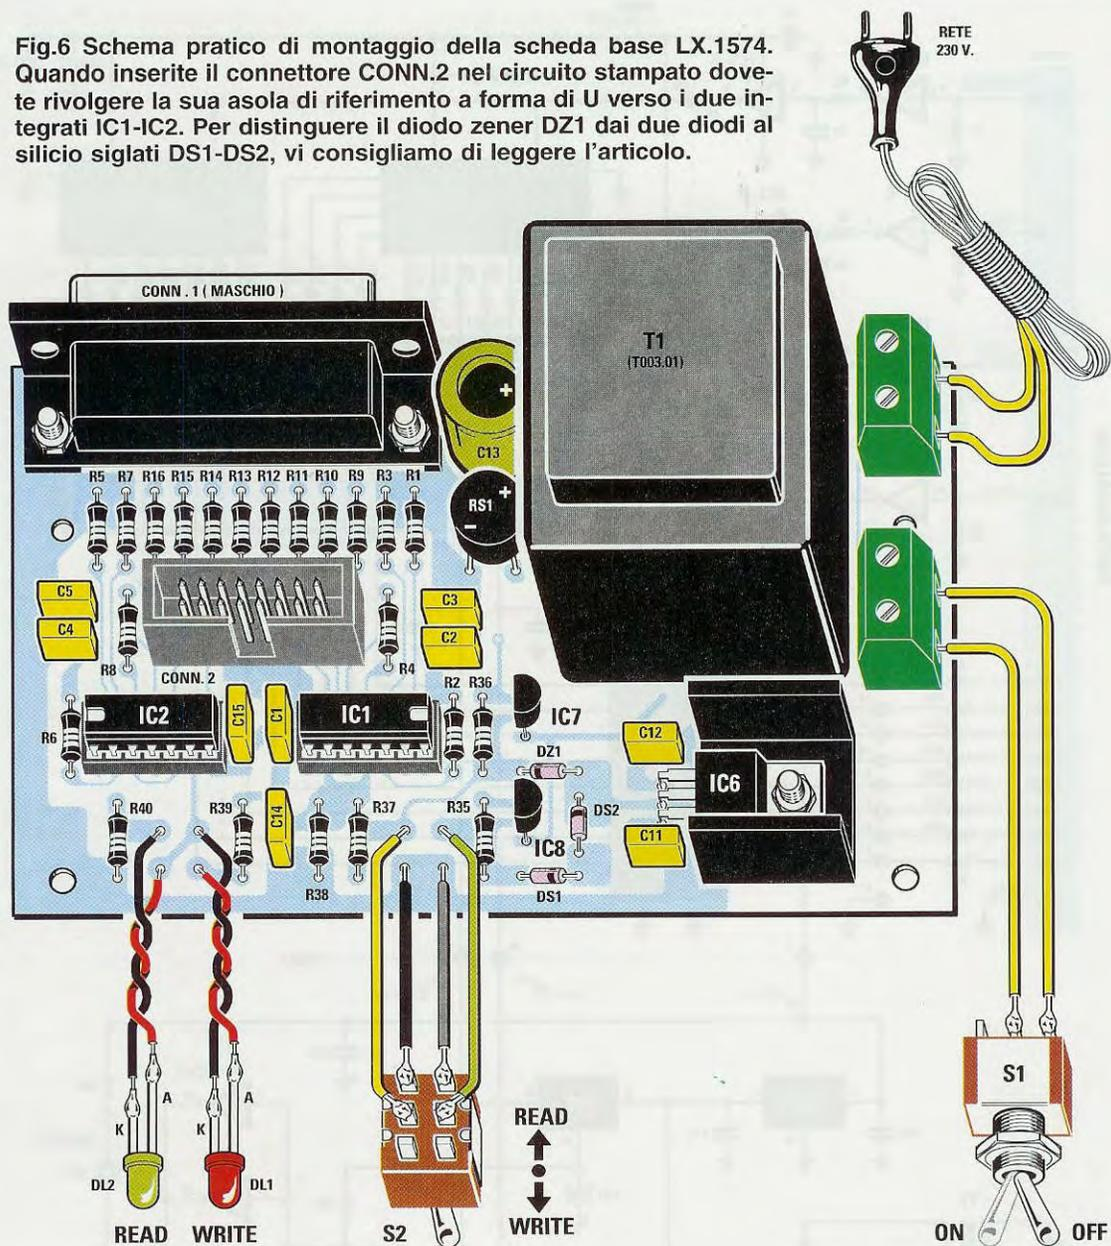 Fig.6 Schema pratico di montaggio della scheda base LX.1574.
Quando inserite il connettore CONN.2 nel circuito stampato dove-
te rivolgere la sua asola di riferimento a forma di U verso i due in-
tegrati IC1-IC2. Per distinguere il diodo zener DZ1 dai due diodi al
silicio siglati DS1-DS2, vi consigliamo di leggere l'articolo.
RETE
230 V.
CONN. 1 ( MASCHIO )
T1
(T003.01)
+
C13
R5 R7 R16 R15 R14 R13 R12 R11 R10 R9 R3 R1
RS1
+
-
C5
C4
C3
C2
R8
R4
CONN. 2
R2 R36
R6
IC2
C15
C1
IC1
IC7
C12
DZ1
IC6
R40
R39
C14
R37
R35
DS2
C11
IC8
R38
DS1
A
K
A
K
DL2
DL1
READ
WRITE
S2
READ
WRITE
S1
ON
OFF